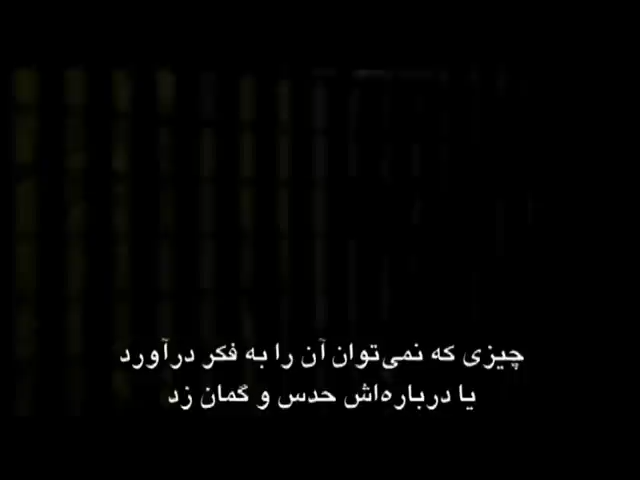 چیزی که نمی‌توان آن را به فکر درآورد
یا درباره‌اش حدس و گمان زد